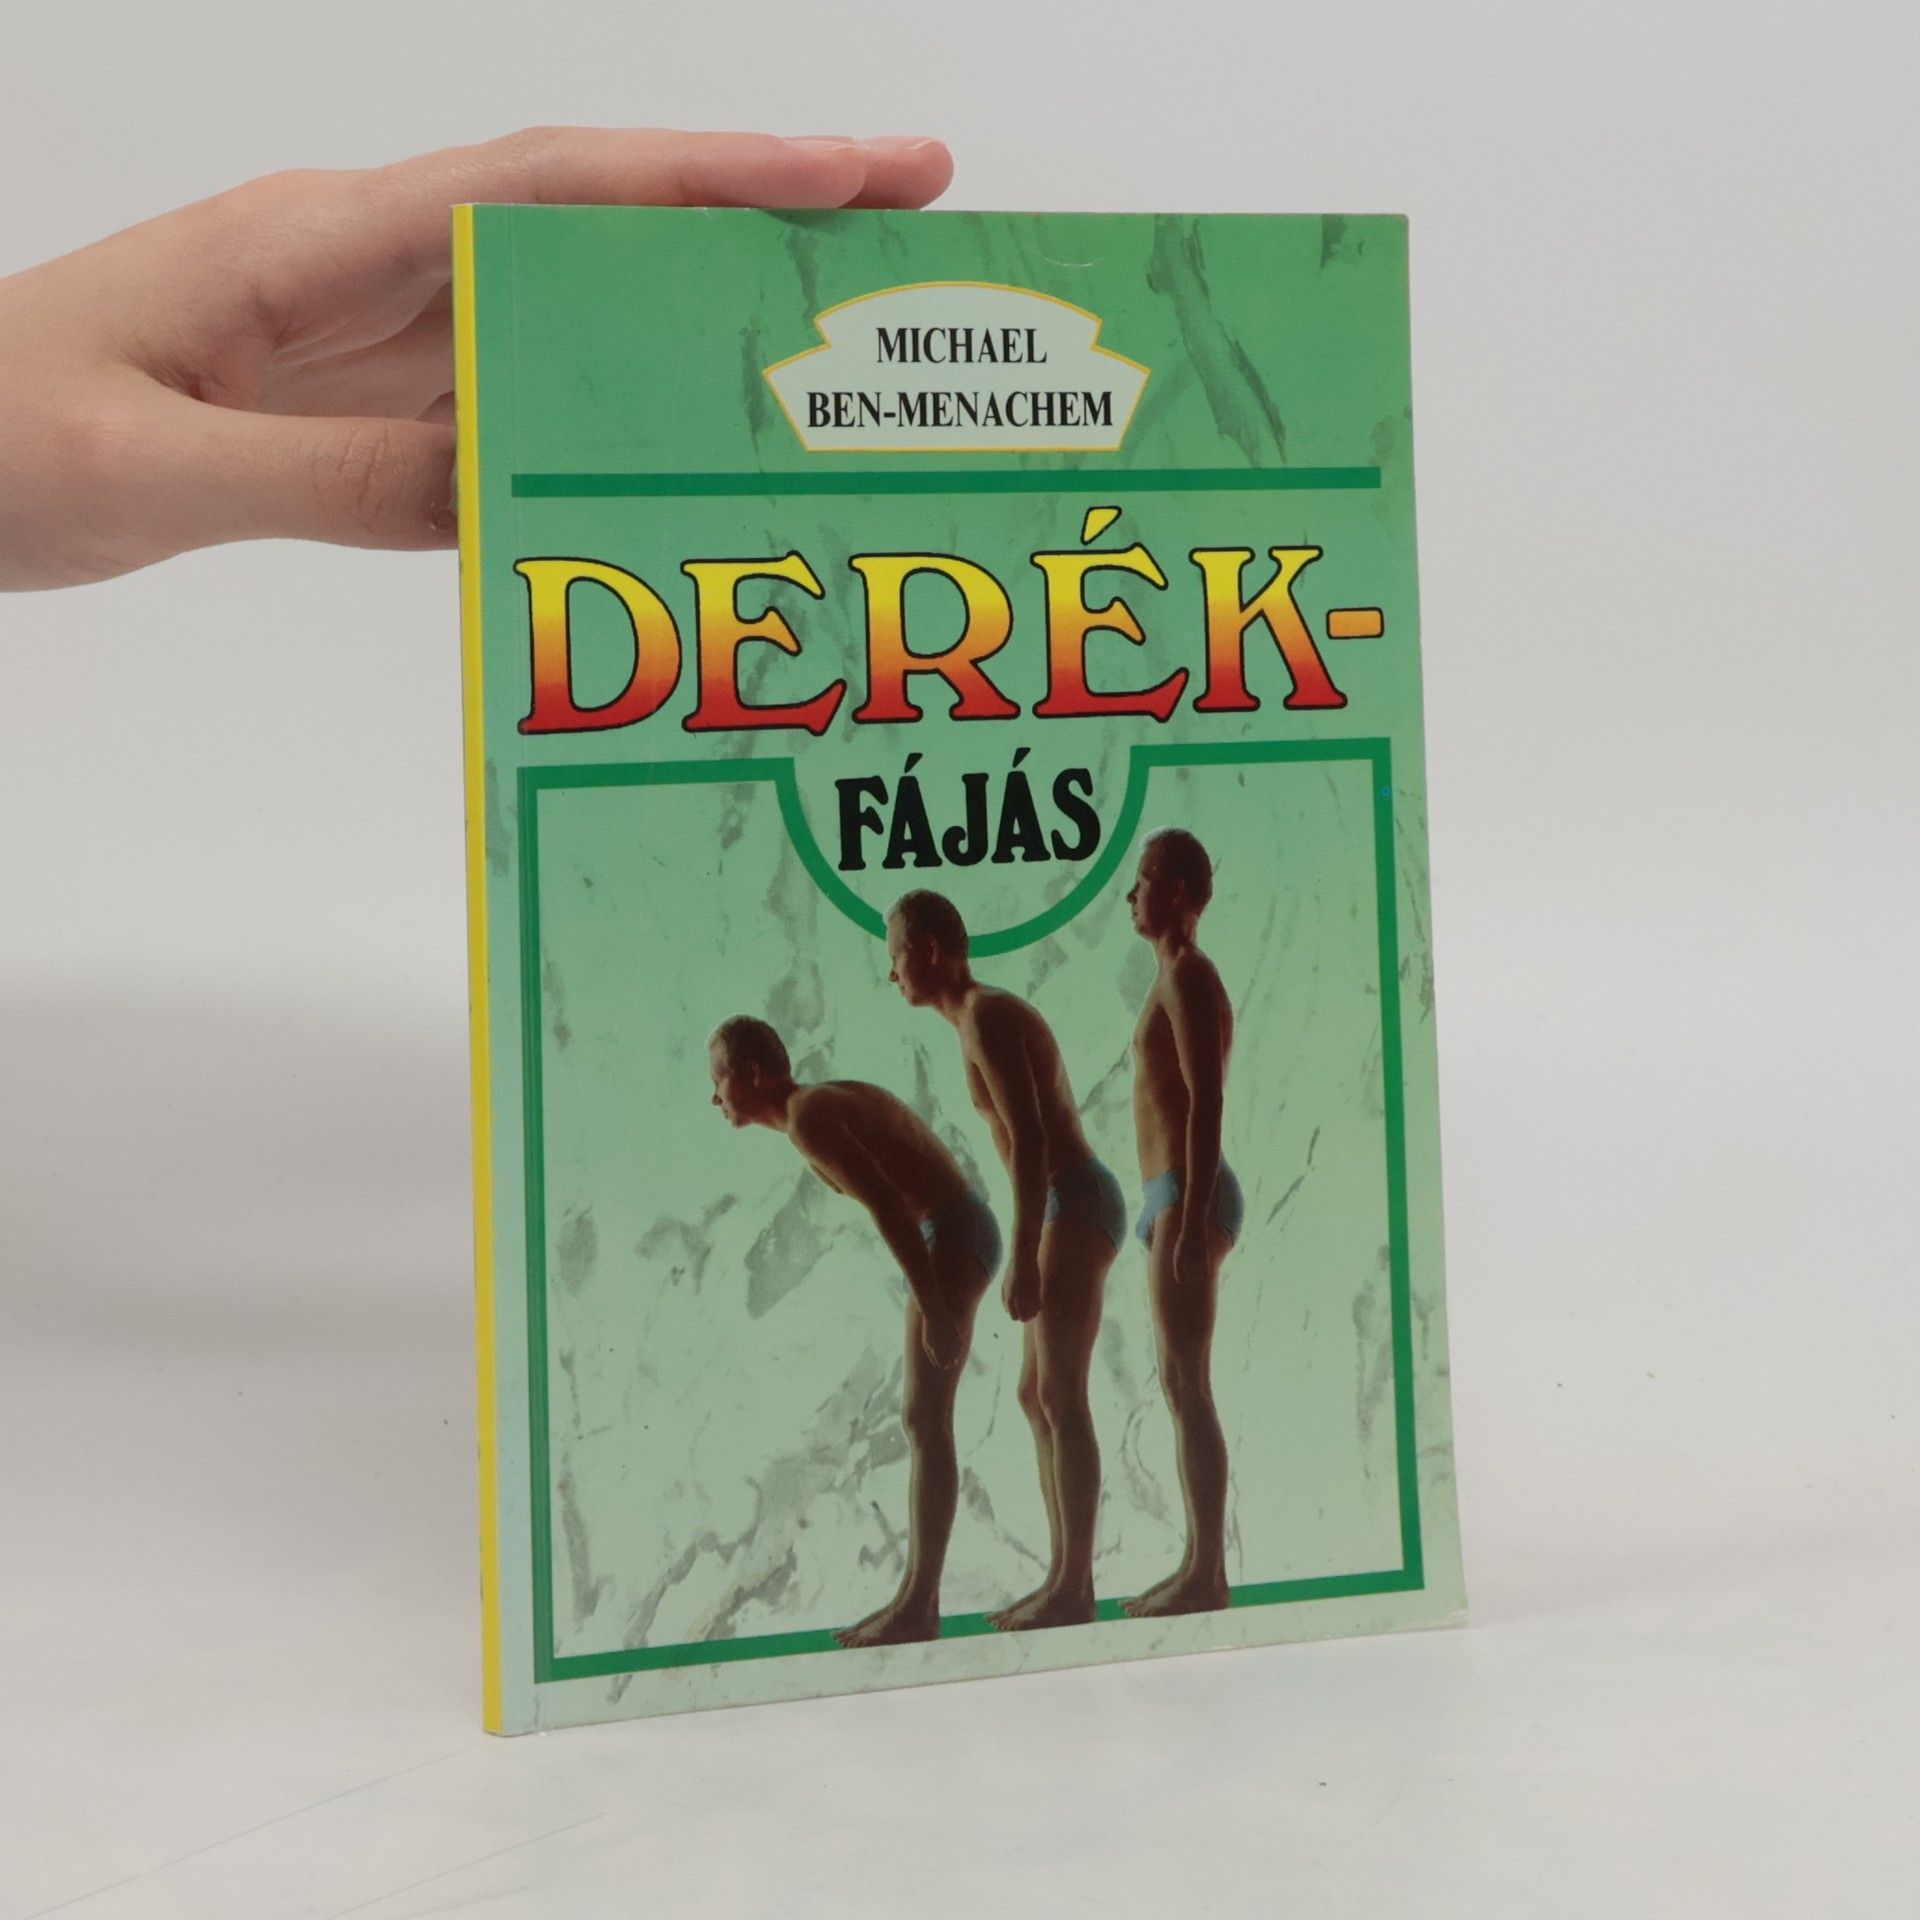 MICHAEL
BEN-MENACHEM
DERÉK-
FÁJÁS